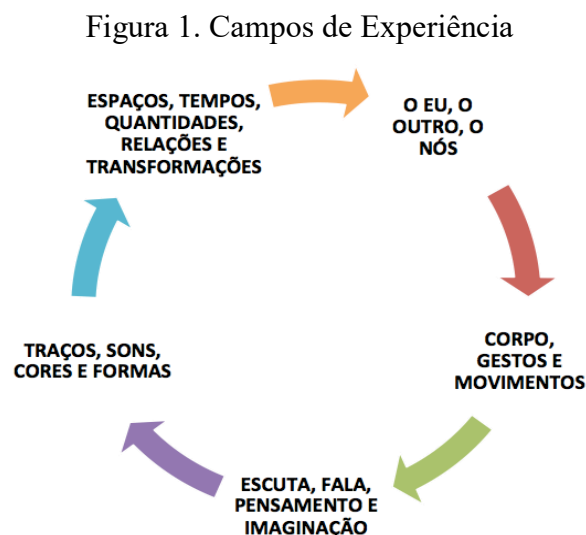 Figura 1. Campos de Experiência
ESPAÇOS, TEMPOS,
QUANTIDADES,
RELAÇÕES E
TRANSFORMAÇÕES
O EU, O
OUTRO, O
NÓS
CORPO,
GESTOS E
MOVIMENTOS
ESCUTA, FALA,
PENSAMENTO E
IMAGINAÇÃO
TRAÇOS, SONS,
CORES E FORMAS